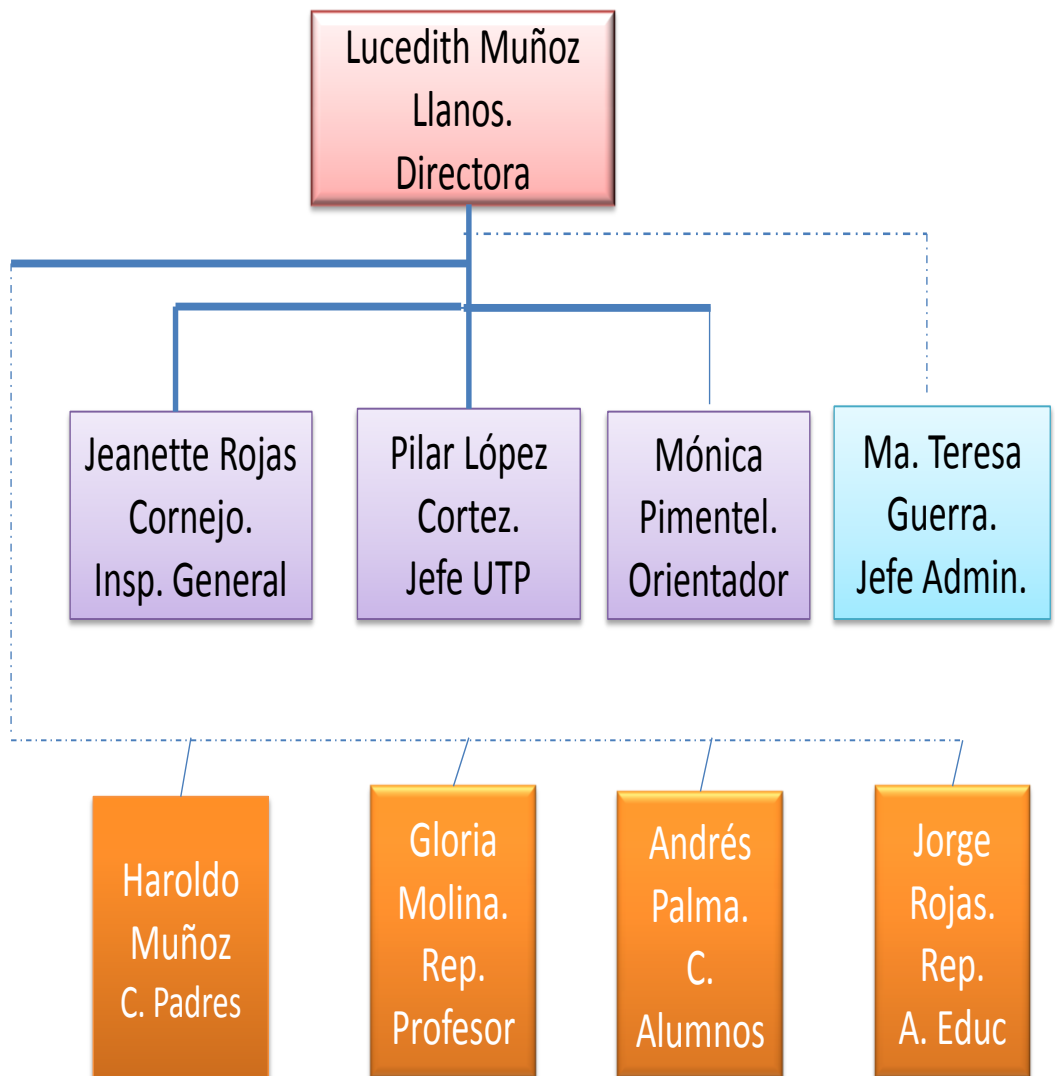 Lucedith Muñoz
Llanos.
Directora
Jeanette Rojas
Cornejo.
Insp. General
Pilar López
Cortez.
Jefe UTP
Mónica
Pimentel.
Orientador
Ma. Teresa
Guerra.
Jefe Admin.
Haroldo
Muñoz
C. Padres
Gloria
Molina.
Rep.
Profesor
Andrés
Palma.
C.
Alumnos
Jorge
Rojas.
Rep.
A. Educ